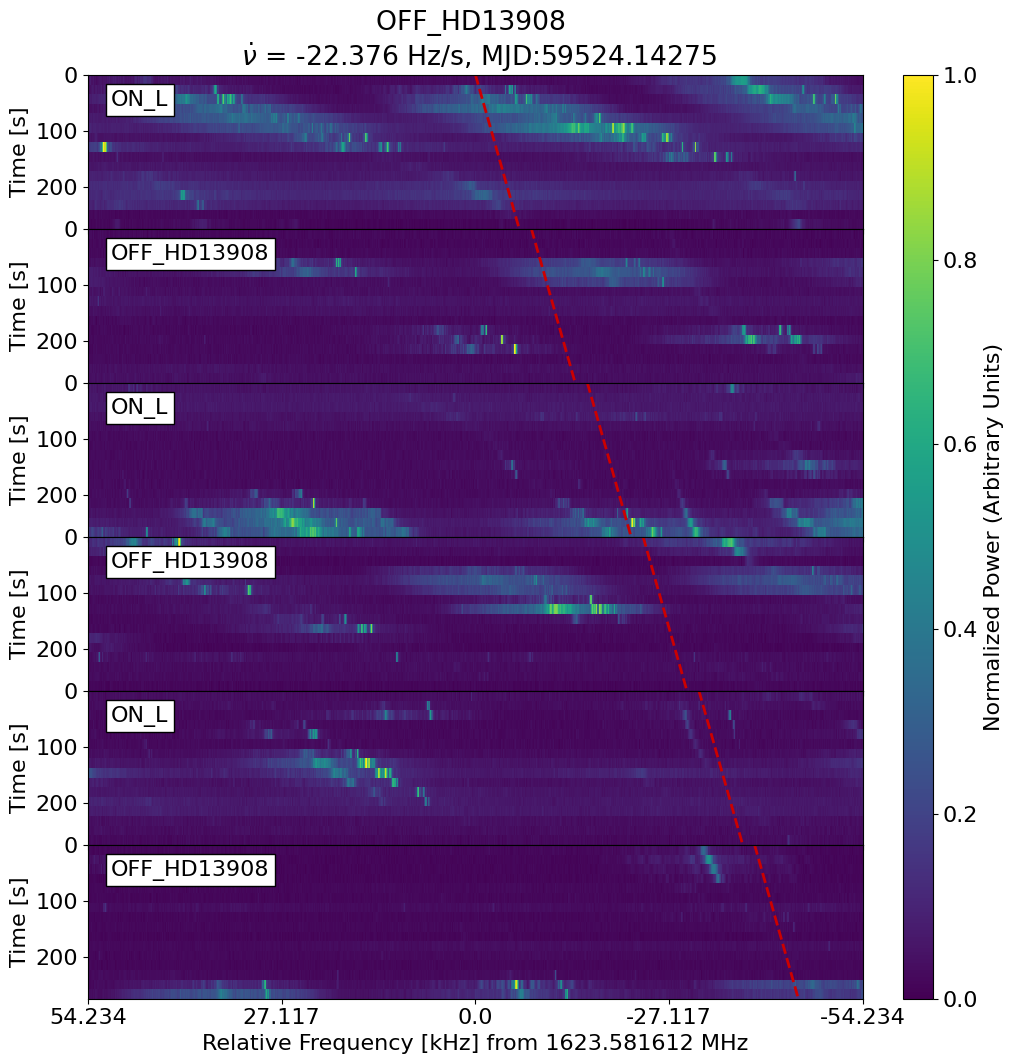 OFF_HD13908
ν̇ = -22.376 Hz/s, MJD:59524.14275
0
ON_L
100
Time [s]
200
0
OFF_HD13908
100
Time [s]
200
0
ON_L
100
Time [s]
200
0
OFF_HD13908
100
Time [s]
200
0
ON_L
100
Time [s]
200
0
OFF_HD13908
100
Time [s]
200
54.234 27.117 0.0 -27.117 -54.234
Relative Frequency [kHz] from 1623.581612 MHz
1.0
0.8
0.6
0.4
0.2
0.0
Normalized Power (Arbitrary Units)